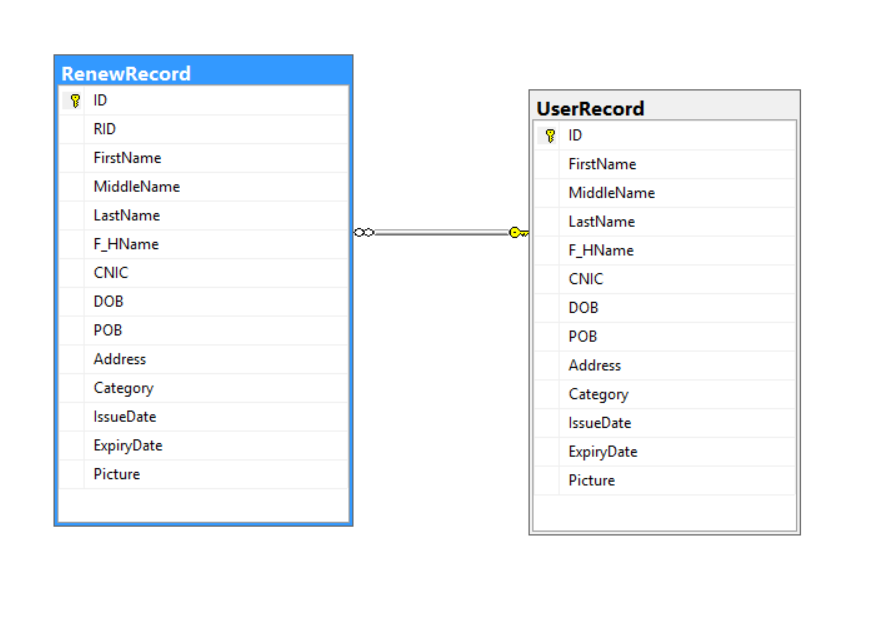 RenewRecord
ID
RID
FirstName
MiddleName
LastName
F_HName
CNIC
DOB
POB
Address
Category
IssueDate
ExpiryDate
Picture
UserRecord
ID
FirstName
MiddleName
LastName
F_HName
CNIC
DOB
POB
Address
Category
IssueDate
ExpiryDate
Picture